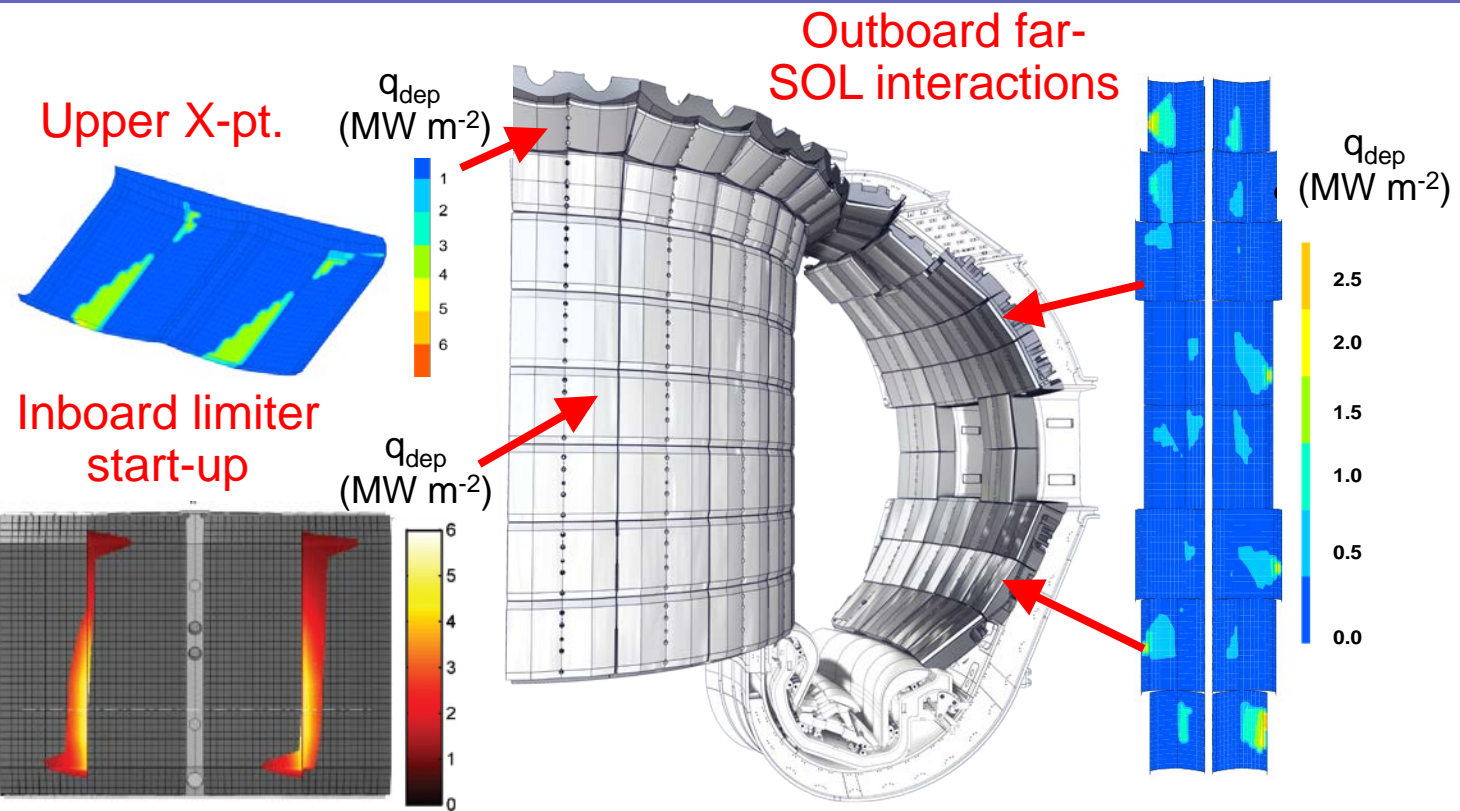 Outboard far-
SOL interactions
Upper X-pt.
q_dep
(MW m-2)
1
2
3
4
5
6
Inboard limiter
start-up
q_dep
(MW m-2)
6
5
4
3
2
1
0
q_dep
(MW m-2)
2.5
2.0
1.5
1.0
0.5
0.0